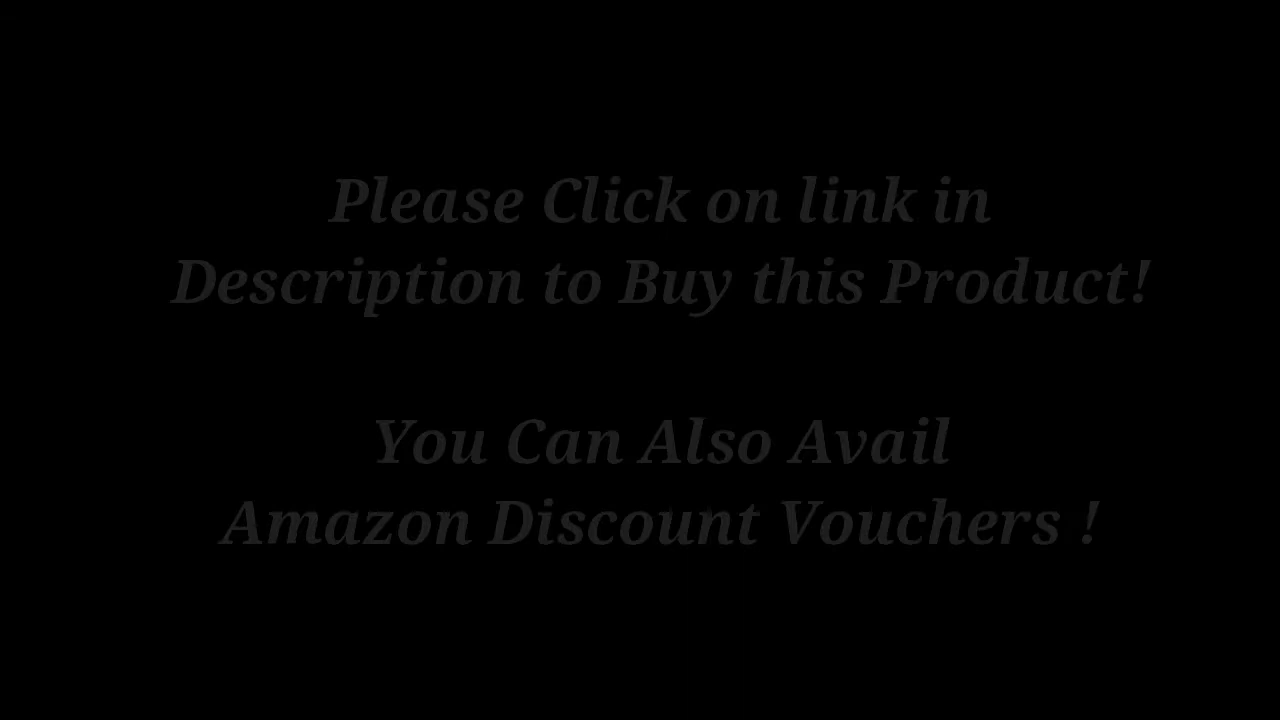 Please Click on link in
Description to Buy this Product!
You Can Also Avail
Amazon Discount Vouchers !